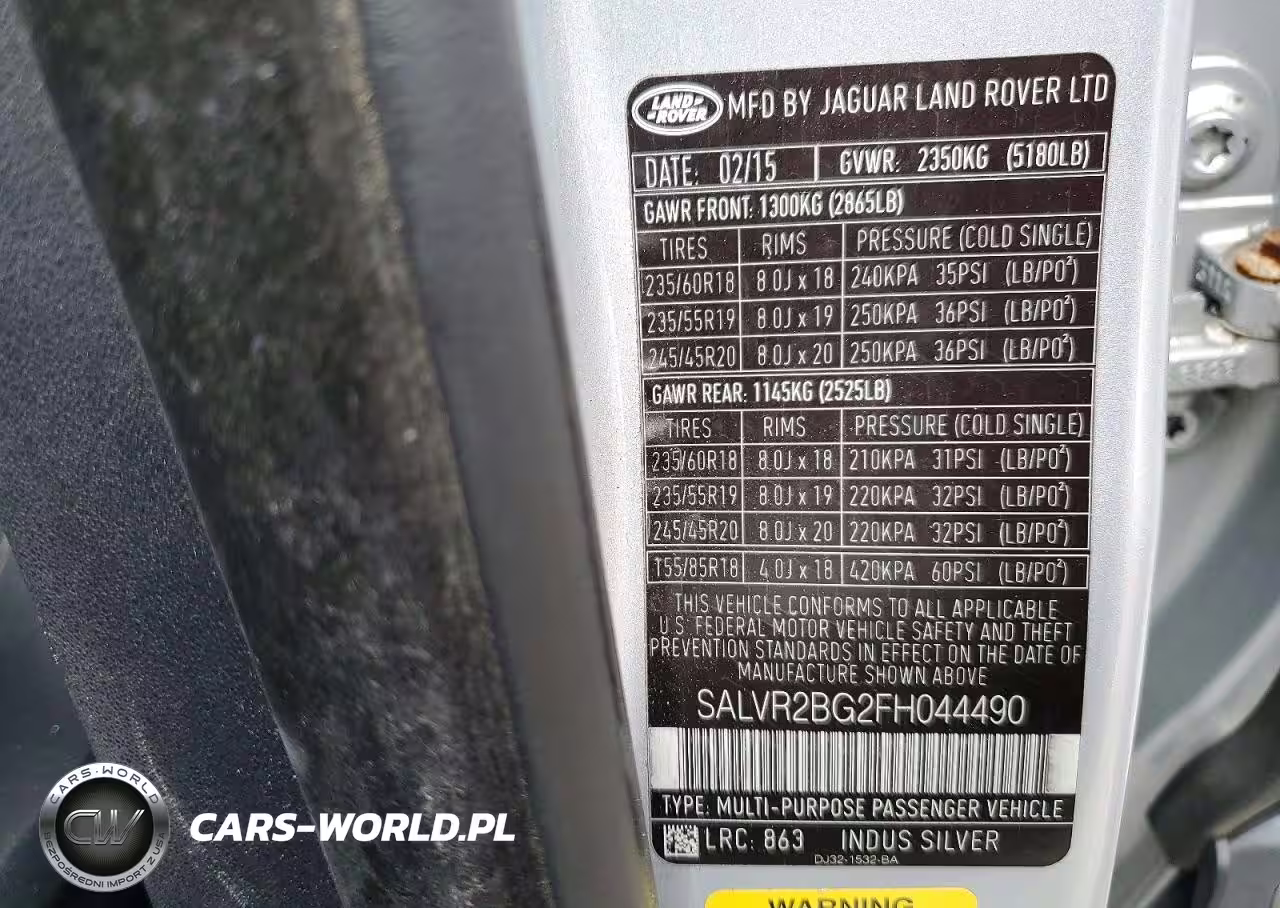 LAND ROVER MFD BY JAGUAR LAND ROVER LTD
DATE: 02/15 GVWR: 2350KG (5180LB)
GAWR FRONT: 1300KG (2865LB)
TIRES RIMS PRESSURE (COLD SINGLE)
235/60R18 8.0J x 18 240KPA 35PSI (LB/PO²)
235/55R19 8.0J x 19 250KPA 36PSI (LB/PO²)
245/45R20 8.0J x 20 250KPA 36PSI (LB/PO²)
GAWR REAR: 1145KG (2525LB)
TIRES RIMS PRESSURE (COLD SINGLE)
235/60R18 8.0J x 18 210KPA 31PSI (LB/PO²)
235/55R19 8.0J x 19 220KPA 32PSI (LB/PO²)
245/45R20 8.0J x 20 220KPA 32PSI (LB/PO²)
T55/85R18 4.0J x 18 420KPA 60PSI (LB/PO²)
THIS VEHICLE CONFORMS TO ALL APPLICABLE
U.S. FEDERAL MOTOR VEHICLE SAFETY AND THEFT
PREVENTION STANDARDS IN EFFECT ON THE DATE OF
MANUFACTURE SHOWN ABOVE
SALVR2BG2FH044490
TYPE: MULTI-PURPOSE PASSENGER VEHICLE
LRC: 863 INDUS SILVER
DJ32-1532-BA
WARNING
CARS-WORLD
CW
BEZPOŚREDNI IMPORT Z USA
CARS-WORLD.PL